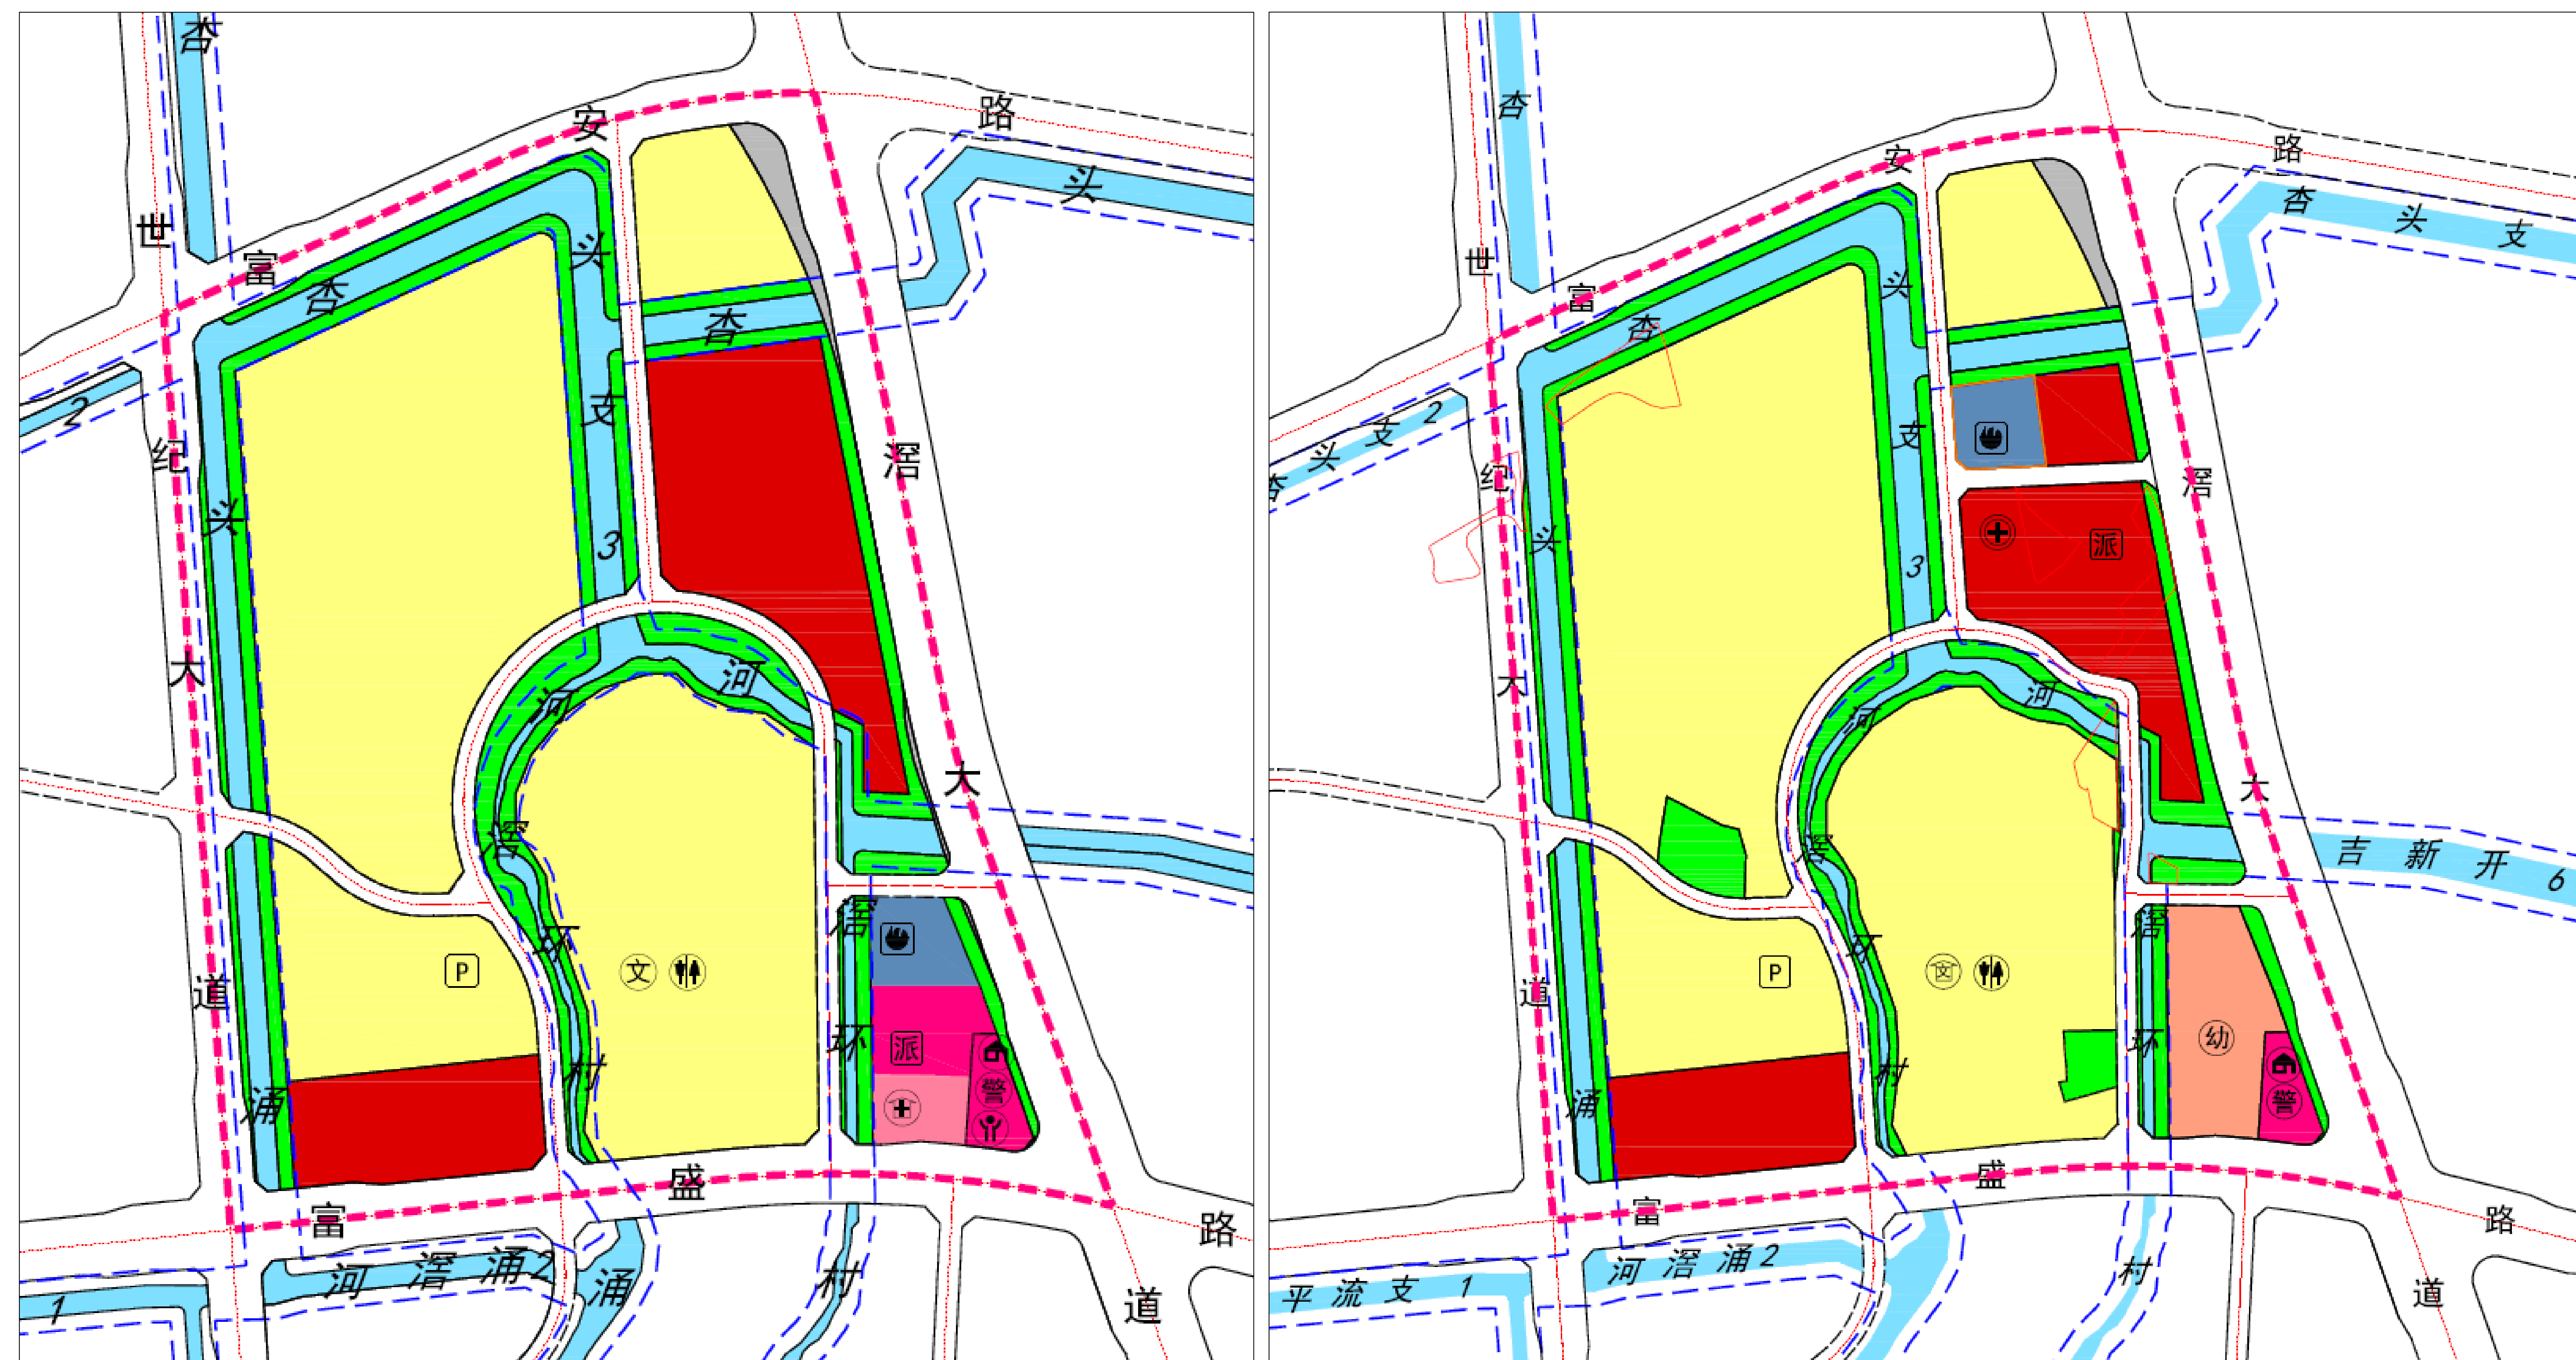 杏
安
路
头
世
富
杏
头
杏
2
支
纪
滘
头
3
大
河
河
大
滘
滘
环
P
文
道
环
派
警
村
涌
盛
富
路
河滘涌2
涌
村
1
道
杏
安
路
杏头支
世
富
头
杏
杏头支2
支
纪
滘
头
派
3
大
河
河
大
滘
吉新开6
滘
环
P
文
道
环
幼
村
警
涌
盛
富
路
河滘涌2
平流支1
村
道